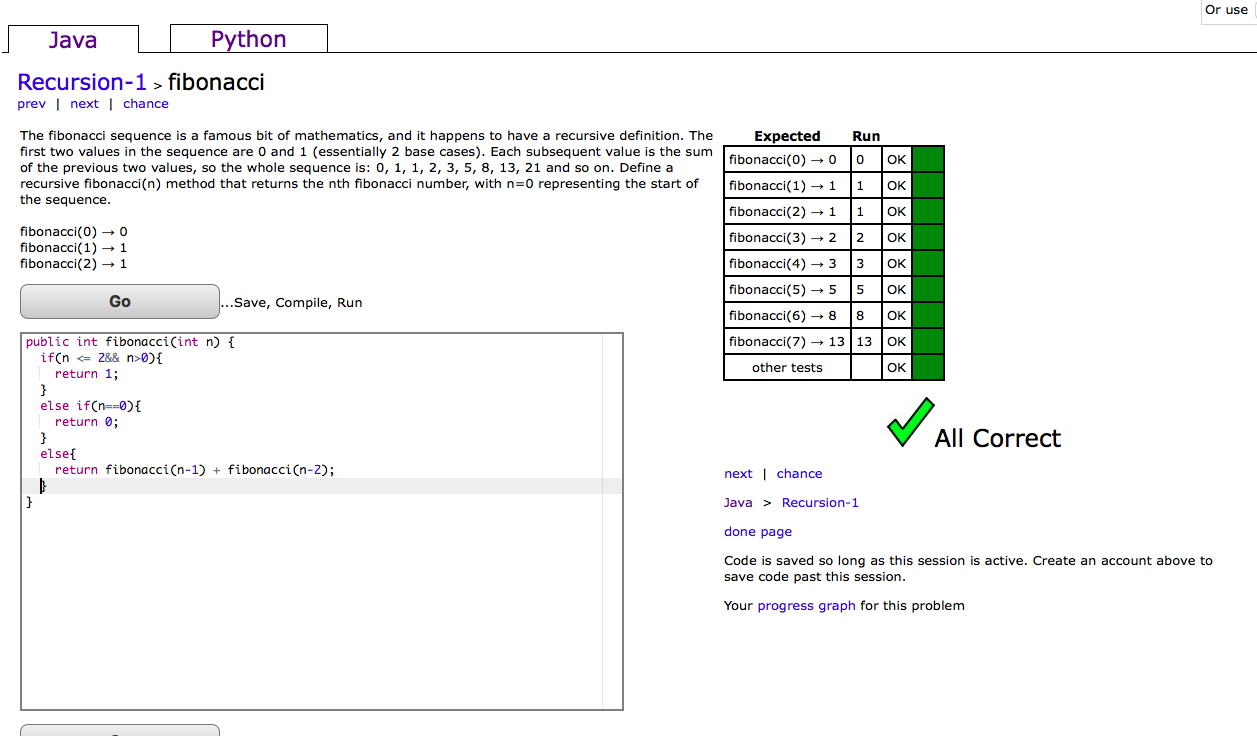 Or use
Java
Python
Recursion-1 > fibonacci
prev | next | chance
The fibonacci sequence is a famous bit of mathematics, and it happens to have a recursive definition. The
first two values in the sequence are 0 and 1 (essentially 2 base cases). Each subsequent value is the sum
of the previous two values, so the whole sequence is: 0, 1, 1, 2, 3, 5, 8, 13, 21 and so on. Define a
recursive fibonacci(n) method that returns the nth fibonacci number, with n=0 representing the start of
the sequence.
fibonacci(0) → 0
fibonacci(1) → 1
fibonacci(2) → 1
Go ...Save, Compile, Run
public int fibonacci(int n) {
  if(n <= 2&& n>0){
    return 1;
  }
  else if(n==0){
    return 0;
  }
  else{
    return fibonacci(n-1) + fibonacci(n-2);
  }
}
Expected Run
fibonacci(0) → 0 0 OK
fibonacci(1) → 1 1 OK
fibonacci(2) → 1 1 OK
fibonacci(3) → 2 2 OK
fibonacci(4) → 3 3 OK
fibonacci(5) → 5 5 OK
fibonacci(6) → 8 8 OK
fibonacci(7) → 13 13 OK
other tests OK
All Correct
next | chance
Java > Recursion-1
done page
Code is saved so long as this session is active. Create an account above to
save code past this session.
Your progress graph for this problem